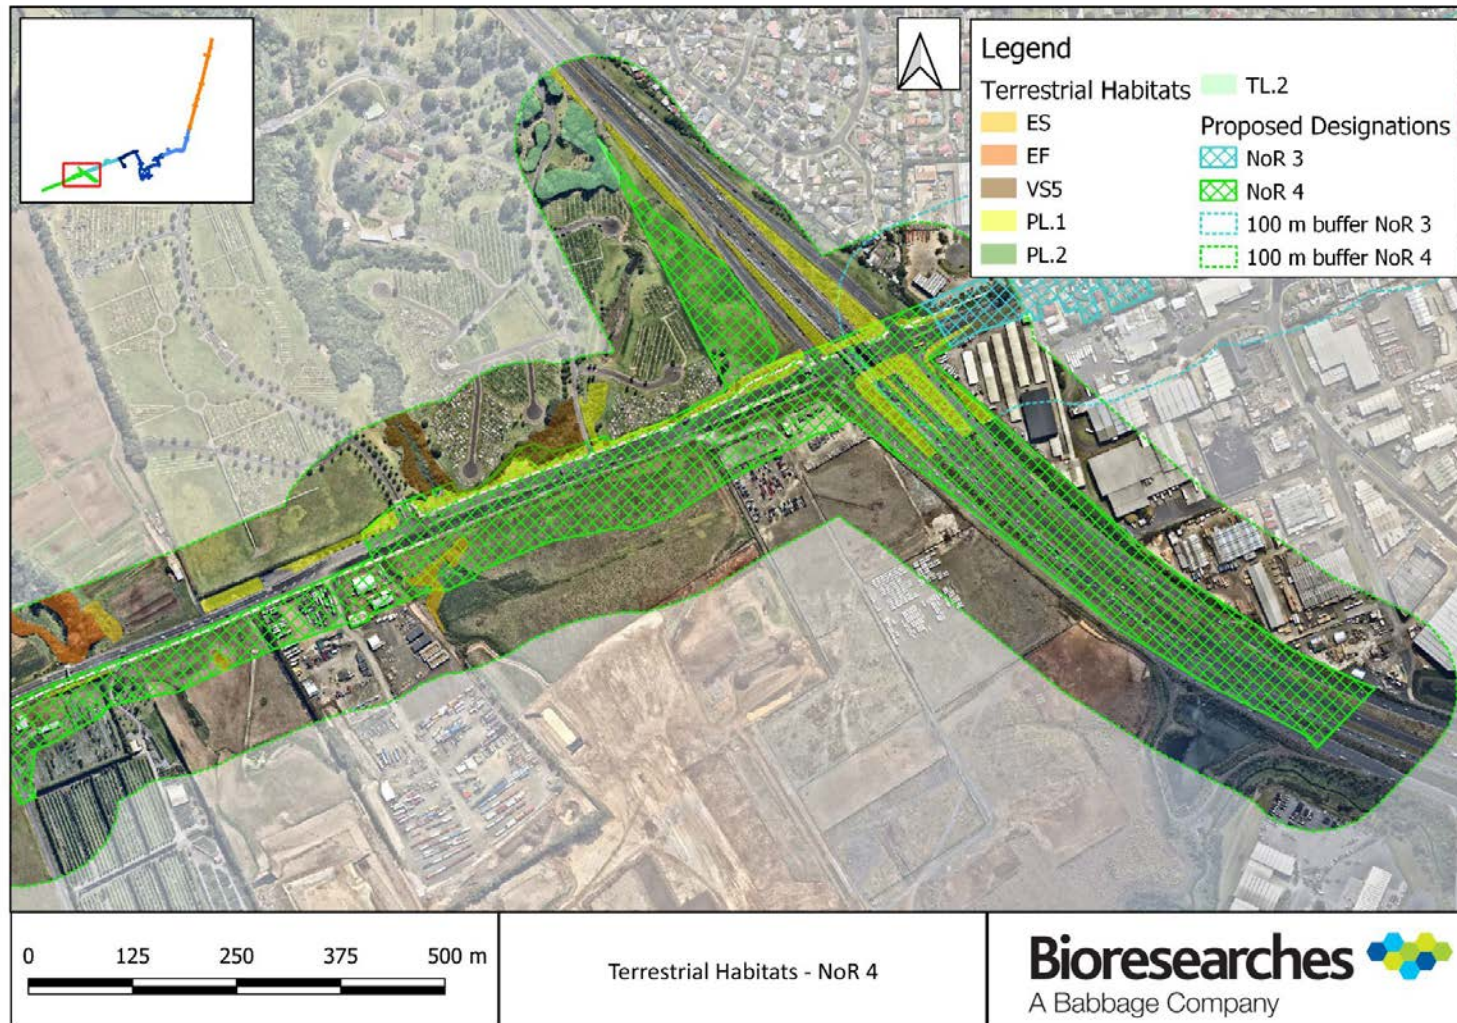 Legend
Terrestrial Habitats
ES
EF
VS5
PL.1
PL.2
TL.2
Proposed Designations
NoR 3
NoR 4
100 m buffer NoR 3
100 m buffer NoR 4
0 125 250 375 500 m
Terrestrial Habitats - NoR 4
Bioresearches
A Babbage Company